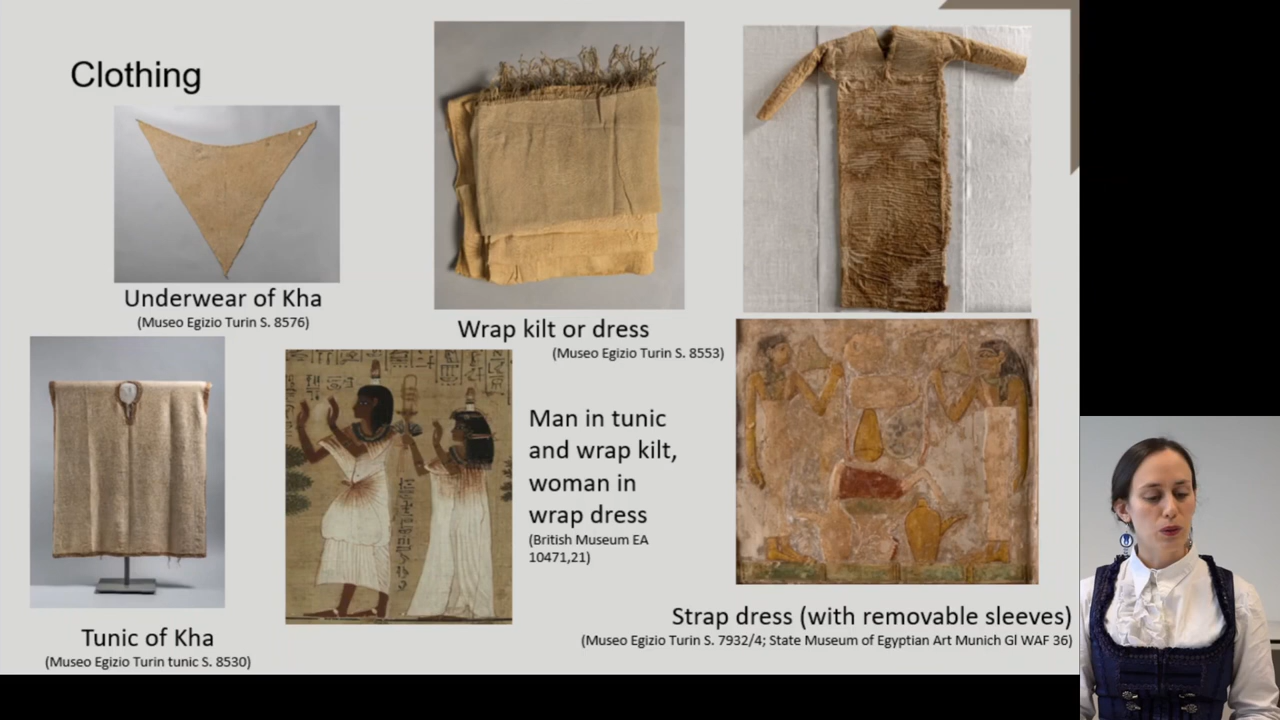 Clothing
Underwear of Kha
(Museo Egizio Turin S. 8576)
Wrap kilt or dress
(Museo Egizio Turin S. 8553)
Man in tunic
and wrap kilt,
woman in
wrap dress
(British Museum EA
10471,21)
Tunic of Kha
(Museo Egizio Turin tunic S. 8530)
Strap dress (with removable sleeves)
(Museo Egizio Turin S. 7932/4; State Museum of Egyptian Art Munich Gl WAF 36)